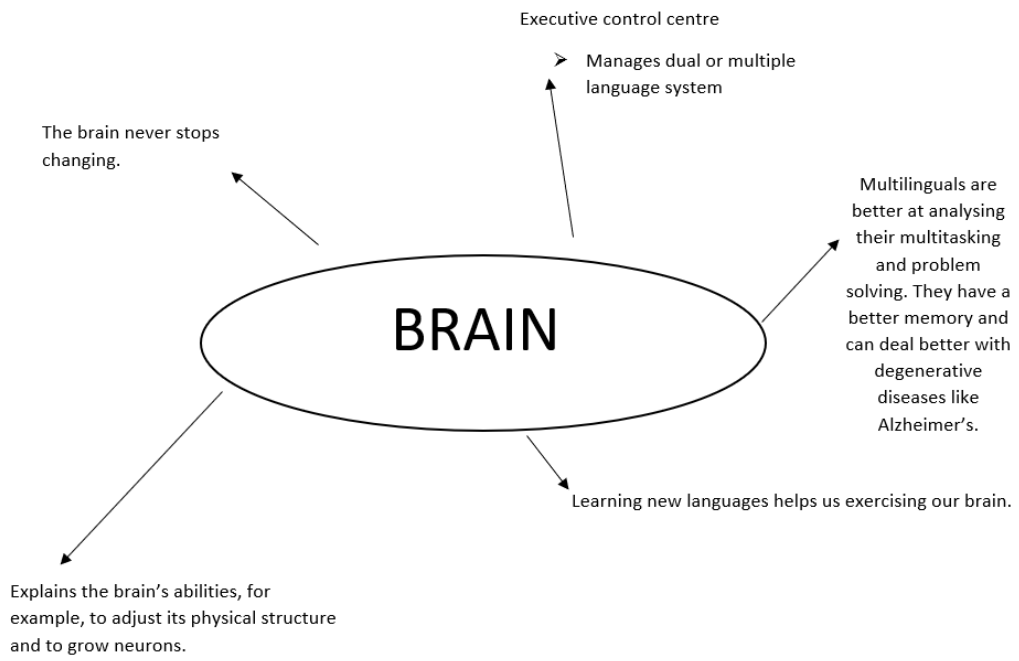 Executive control centre
➢ Manages dual or multiple
language system
The brain never stops
changing.
Multilinguals are
better at analysing
their multitasking
and problem
solving. They have a
better memory and
can deal better with
degenerative
diseases like
Alzheimer’s.
BRAIN
Learning new languages helps us exercising our brain.
Explains the brain’s abilities, for
example, to adjust its physical structure
and to grow neurons.